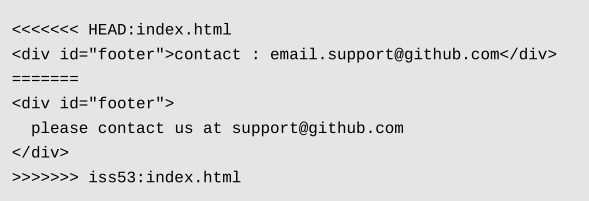 <<<<<<< HEAD:index.html
<div id="footer">contact : email.support@github.com</div>
=======
<div id="footer">
  please contact us at support@github.com
</div>
>>>>>>> iss53:index.html